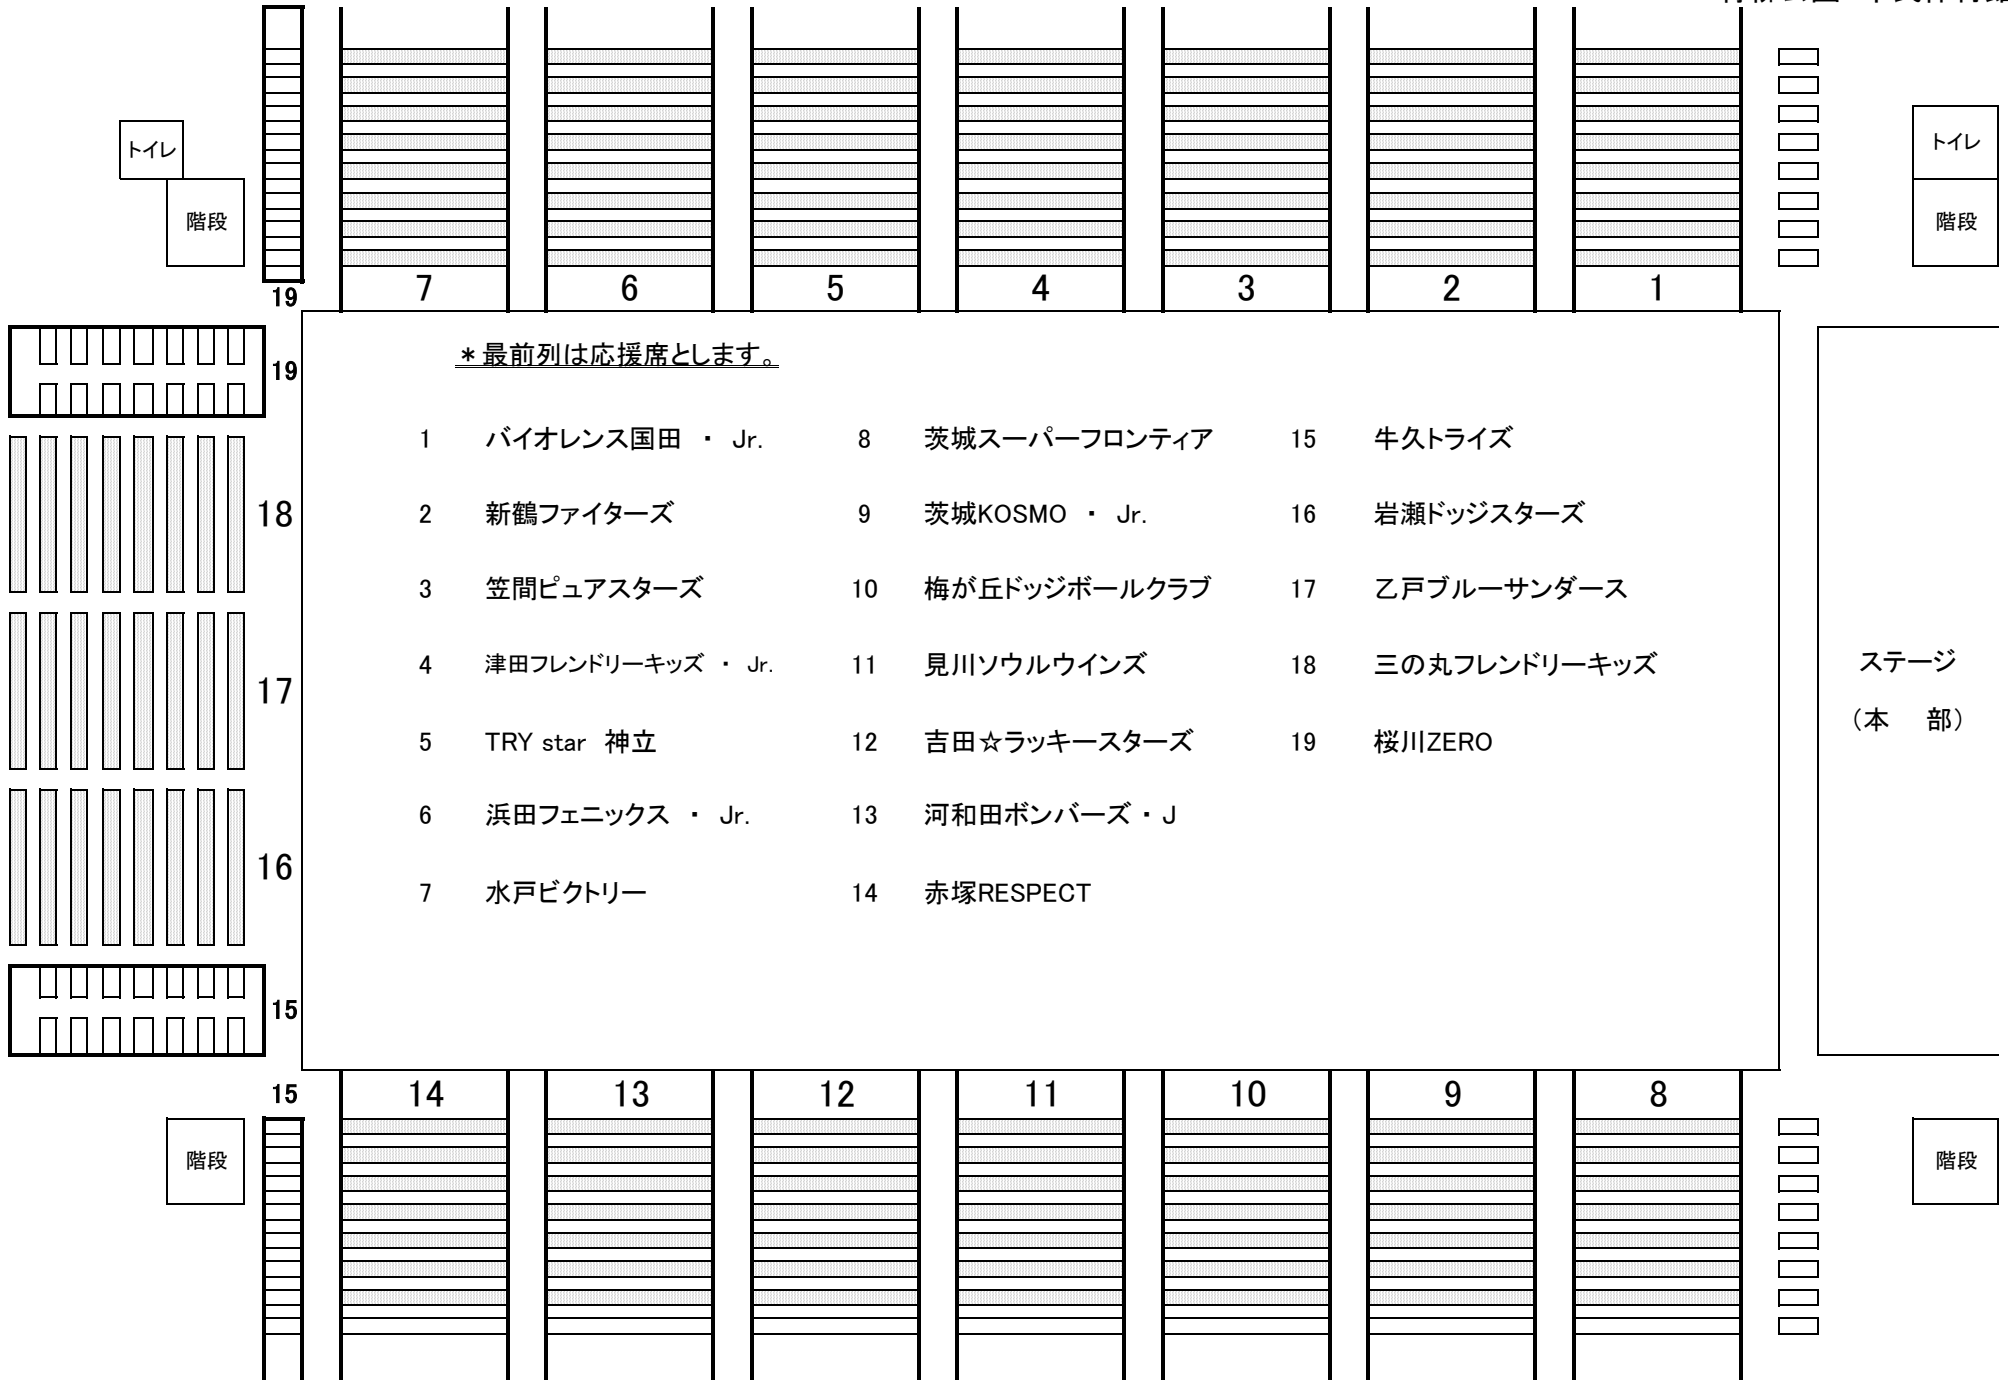 トイレ
トイレ
階段
階段
19 7 6 5 4 3 2 1
＊最前列は応援席とします。
19
1 バイオレンス国田 ・ Jr. 8 茨城スーパーフロンティア 15 牛久トライズ
18 2 新鶴ファイターズ 9 茨城KOSMO ・ Jr. 16 岩瀬ドッジスターズ
3 笠間ピュアスターズ 10 梅が丘ドッジボールクラブ 17 乙戸ブルーサンダース
4 津田フレンドリーキッズ ・ Jr. 11 見川ソウルウインズ 18 三の丸フレンドリーキッズ
ステージ
17
（本 部）
5 TRY star 神立 12 吉田☆ラッキースターズ 19 桜川ZERO
6 浜田フェニックス ・ Jr. 13 河和田ボンバーズ・J
16
7 水戸ビクトリー 14 赤塚RESPECT
15
15 14 13 12 11 10 9 8
階段
階段